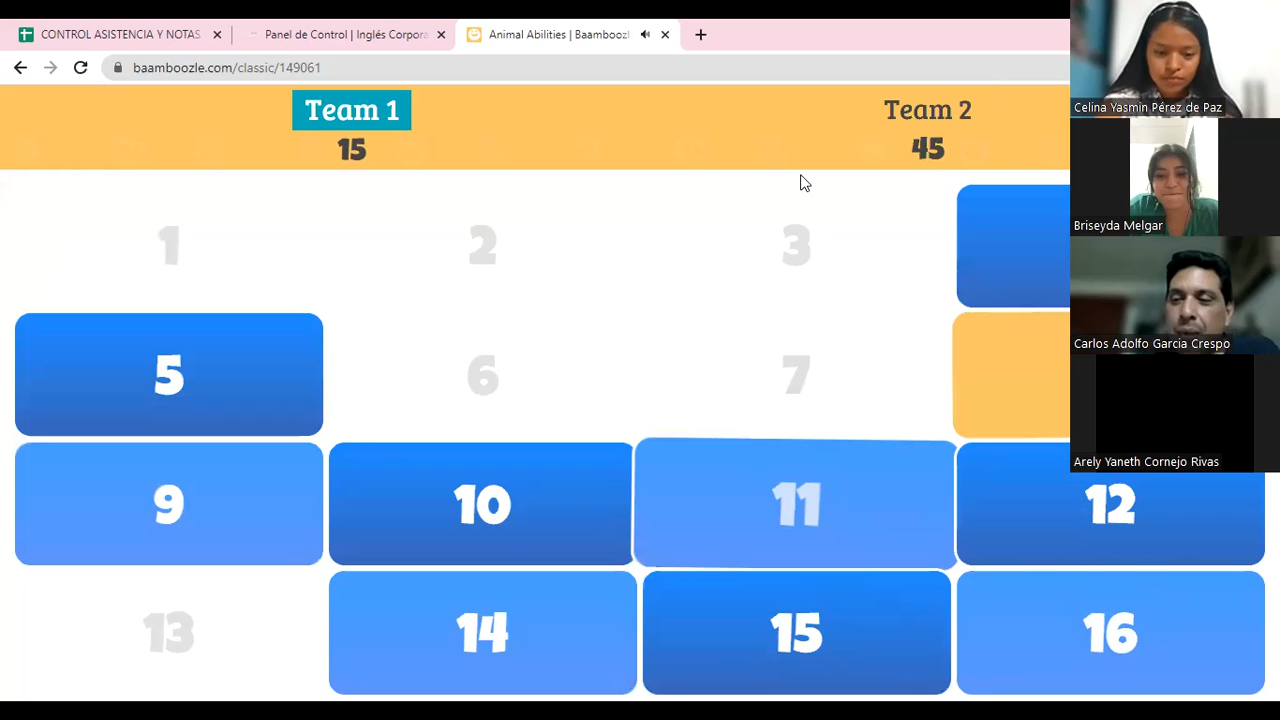 CONTROL ASISTENCIA Y NOTAS
Panel de Control | Inglés Corpora
Animal Abilities | Baamboozl
baamboozle.com/classic/149061
Team 1
15
Team 2
45
1
2
3
5
6
7
9
10
11
12
13
14
15
16
Celina Yasmin Pérez de Paz
Briseyda Melgar
Carlos Adolfo Garcia Crespo
Arely Yaneth Cornejo Rivas